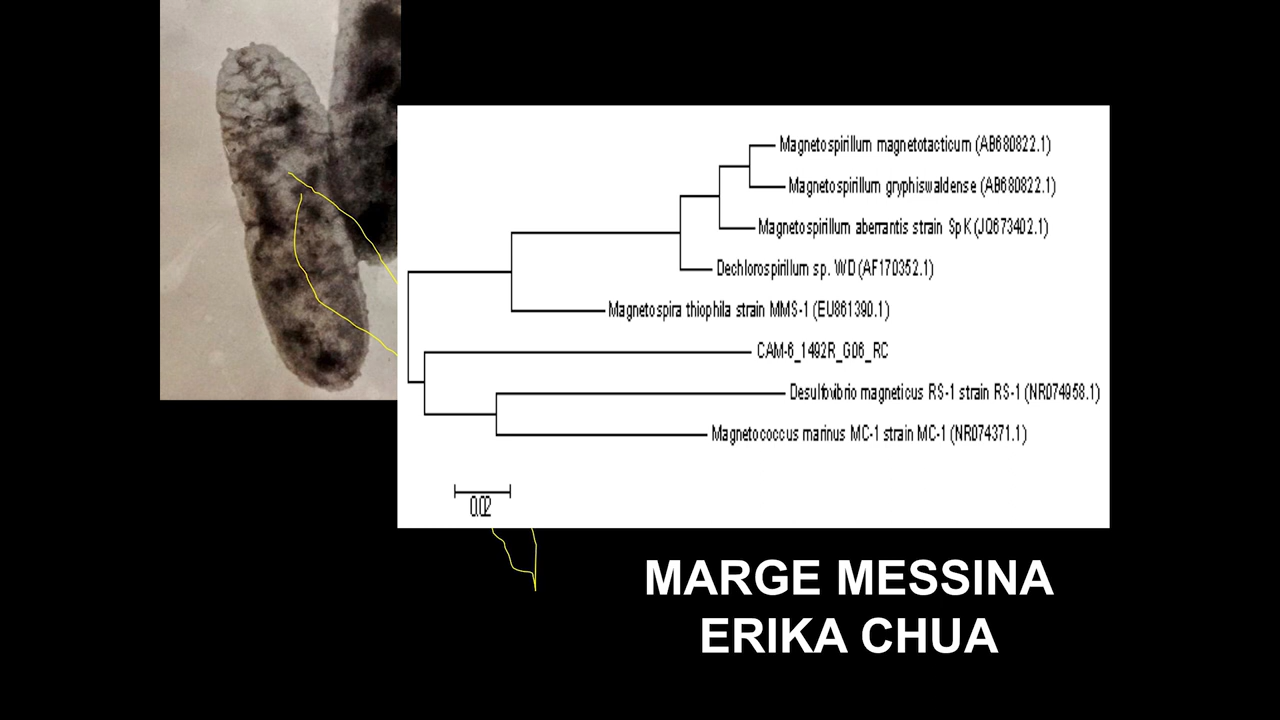 Magnetospirillum magnetotacticum (AB680822.1)
Magnetospirillum gryphiswaldense (AB680822.1)
Magnetospirillum aberrantis strain SpK (JQ673402.1)
Dechlorospirillum sp. WD (AF170352.1)
Magnetospira thiophila strain MMS-1 (EU861390.1)
CAM-6_1492R_G06_RC
Desulfovibrio magneticus RS-1 strain RS-1 (NR074958.1)
Magnetococcus marinus MC-1 strain MC-1 (NR074371.1)
0.02
MARGE MESSINA
ERIKA CHUA